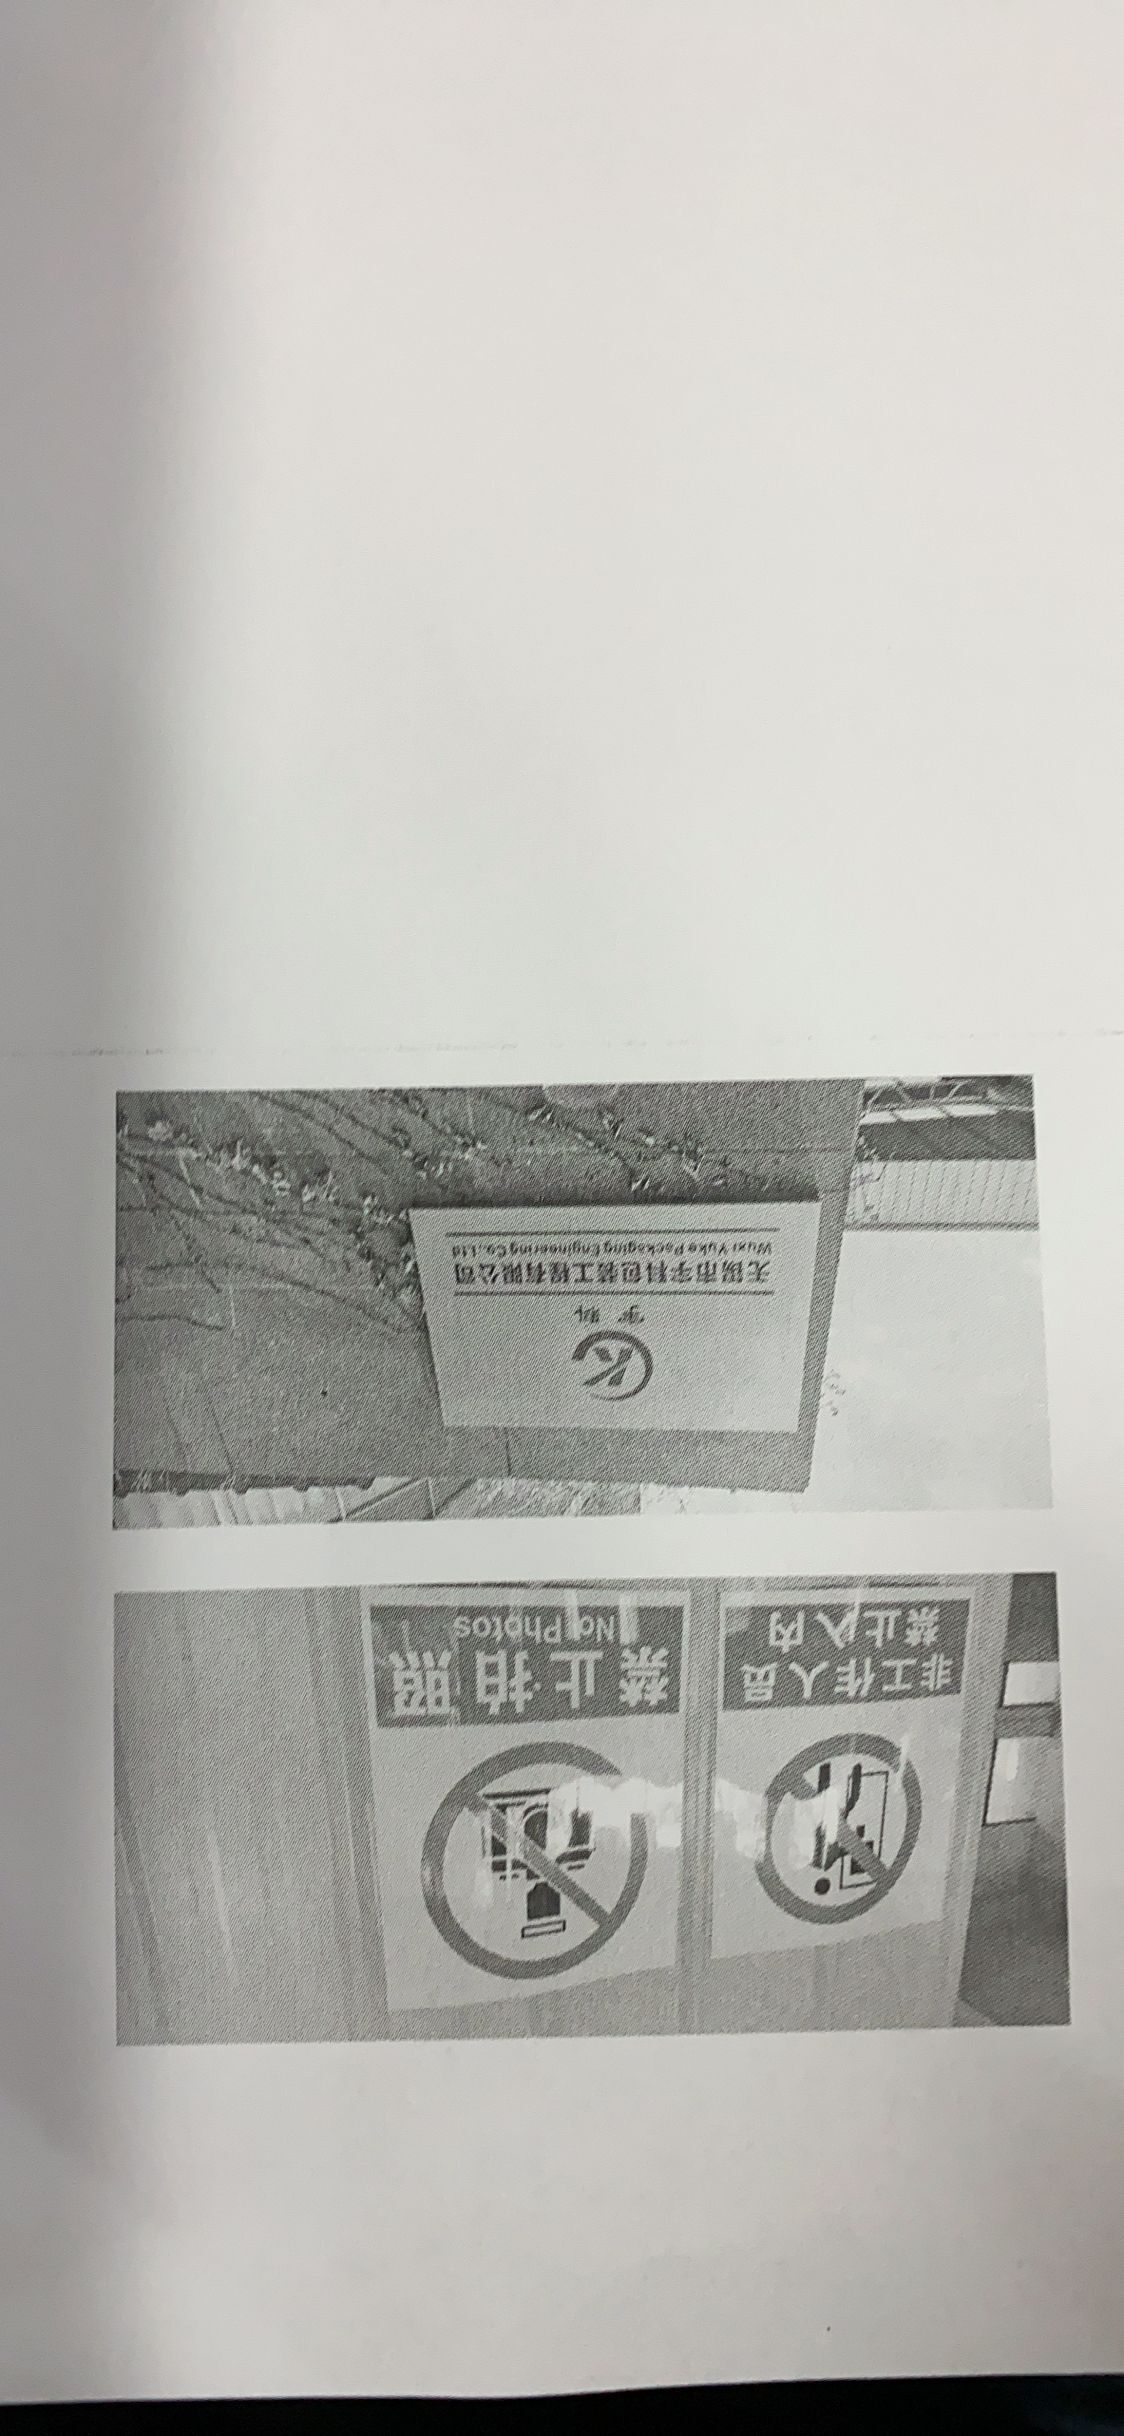 非工作人员
禁止入内
禁止拍照
No Photos
K
宇科
无锡市宇科包装工程有限公司
Wuxi Yuke Packaging Engineering Co.,Ltd